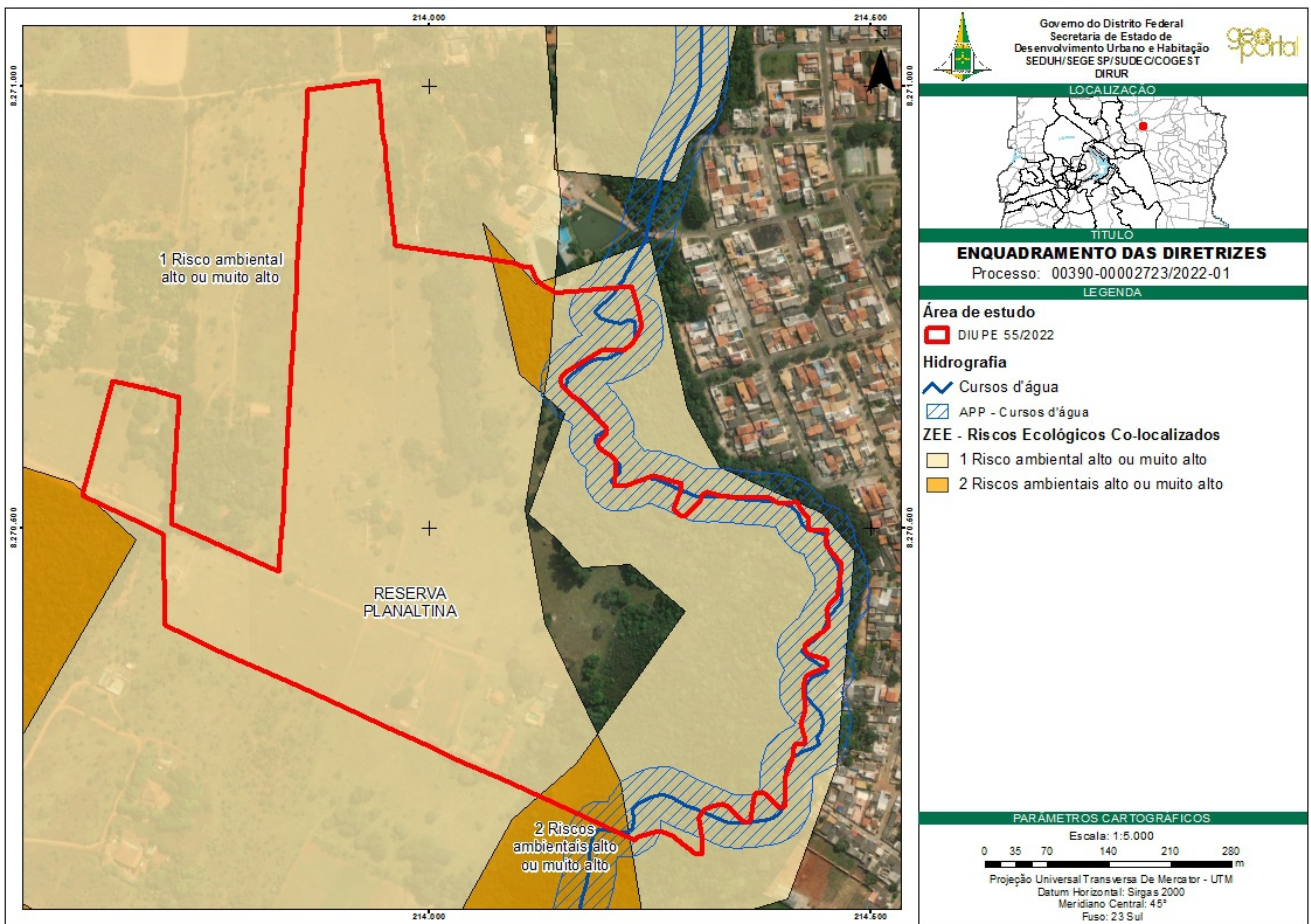 214.000
214.500
8.271.000
8.271.000
1 Risco ambiental
alto ou muito alto
8.270.500
8.270.500
RESERVA
PLANALTINA
2 Riscos
ambientais alto
ou muito alto
214.000
214.500
Governo do Distrito Federal
Secretaria de Estado de
Desenvolvimento Urbano e Habitação
SEDUH/SEGESP/SUDEC/COGEST
DIRUR
geo
portal
LOCALIZAÇÃO
TÍTULO
ENQUADRAMENTO DAS DIRETRIZES
Processo: 00390-00002723/2022-01
LEGENDA
Área de estudo
DIUPE 55/2022
Hidrografia
Cursos d'água
APP - Cursos d'água
ZEE - Riscos Ecológicos Co-localizados
1 Risco ambiental alto ou muito alto
2 Riscos ambientais alto ou muito alto
PARÂMETROS CARTOGRÁFICOS
Escala: 1:5.000
0 35 70 140 210 280
m
Projeção Universal Transversa De Mercator - UTM
Datum Horizontal: Sirgas 2000
Meridiano Central: 45°
Fuso: 23 Sul